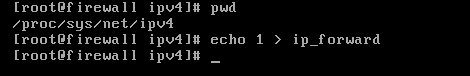 [root@firewall ipv4]# pwd
/proc/sys/net/ipv4
[root@firewall ipv4]# echo 1 > ip_forward
[root@firewall ipv4]# _